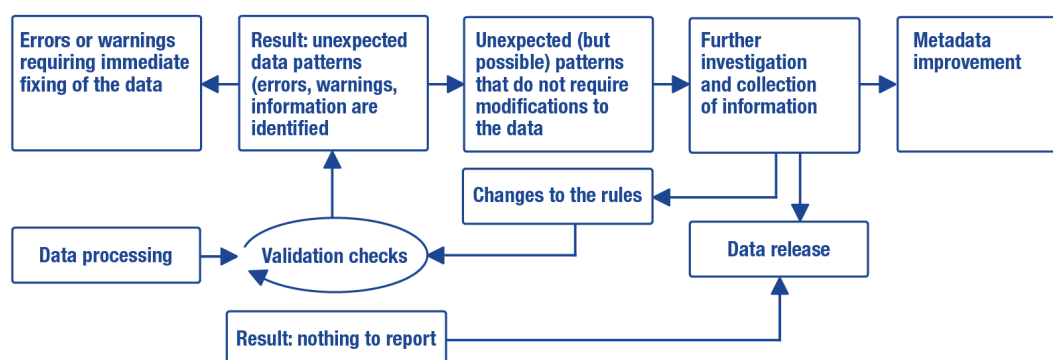 Errors or warnings
requiring immediate
fixing of the data
Result: unexpected
data patterns
(errors, warnings,
information are
identified
Unexpected (but
possible) patterns
that do not require
modifications to
the data
Further
investigation
and collection
of information
Metadata
improvement
Changes to the rules
Data processing
Validation checks
Data release
Result: nothing to report